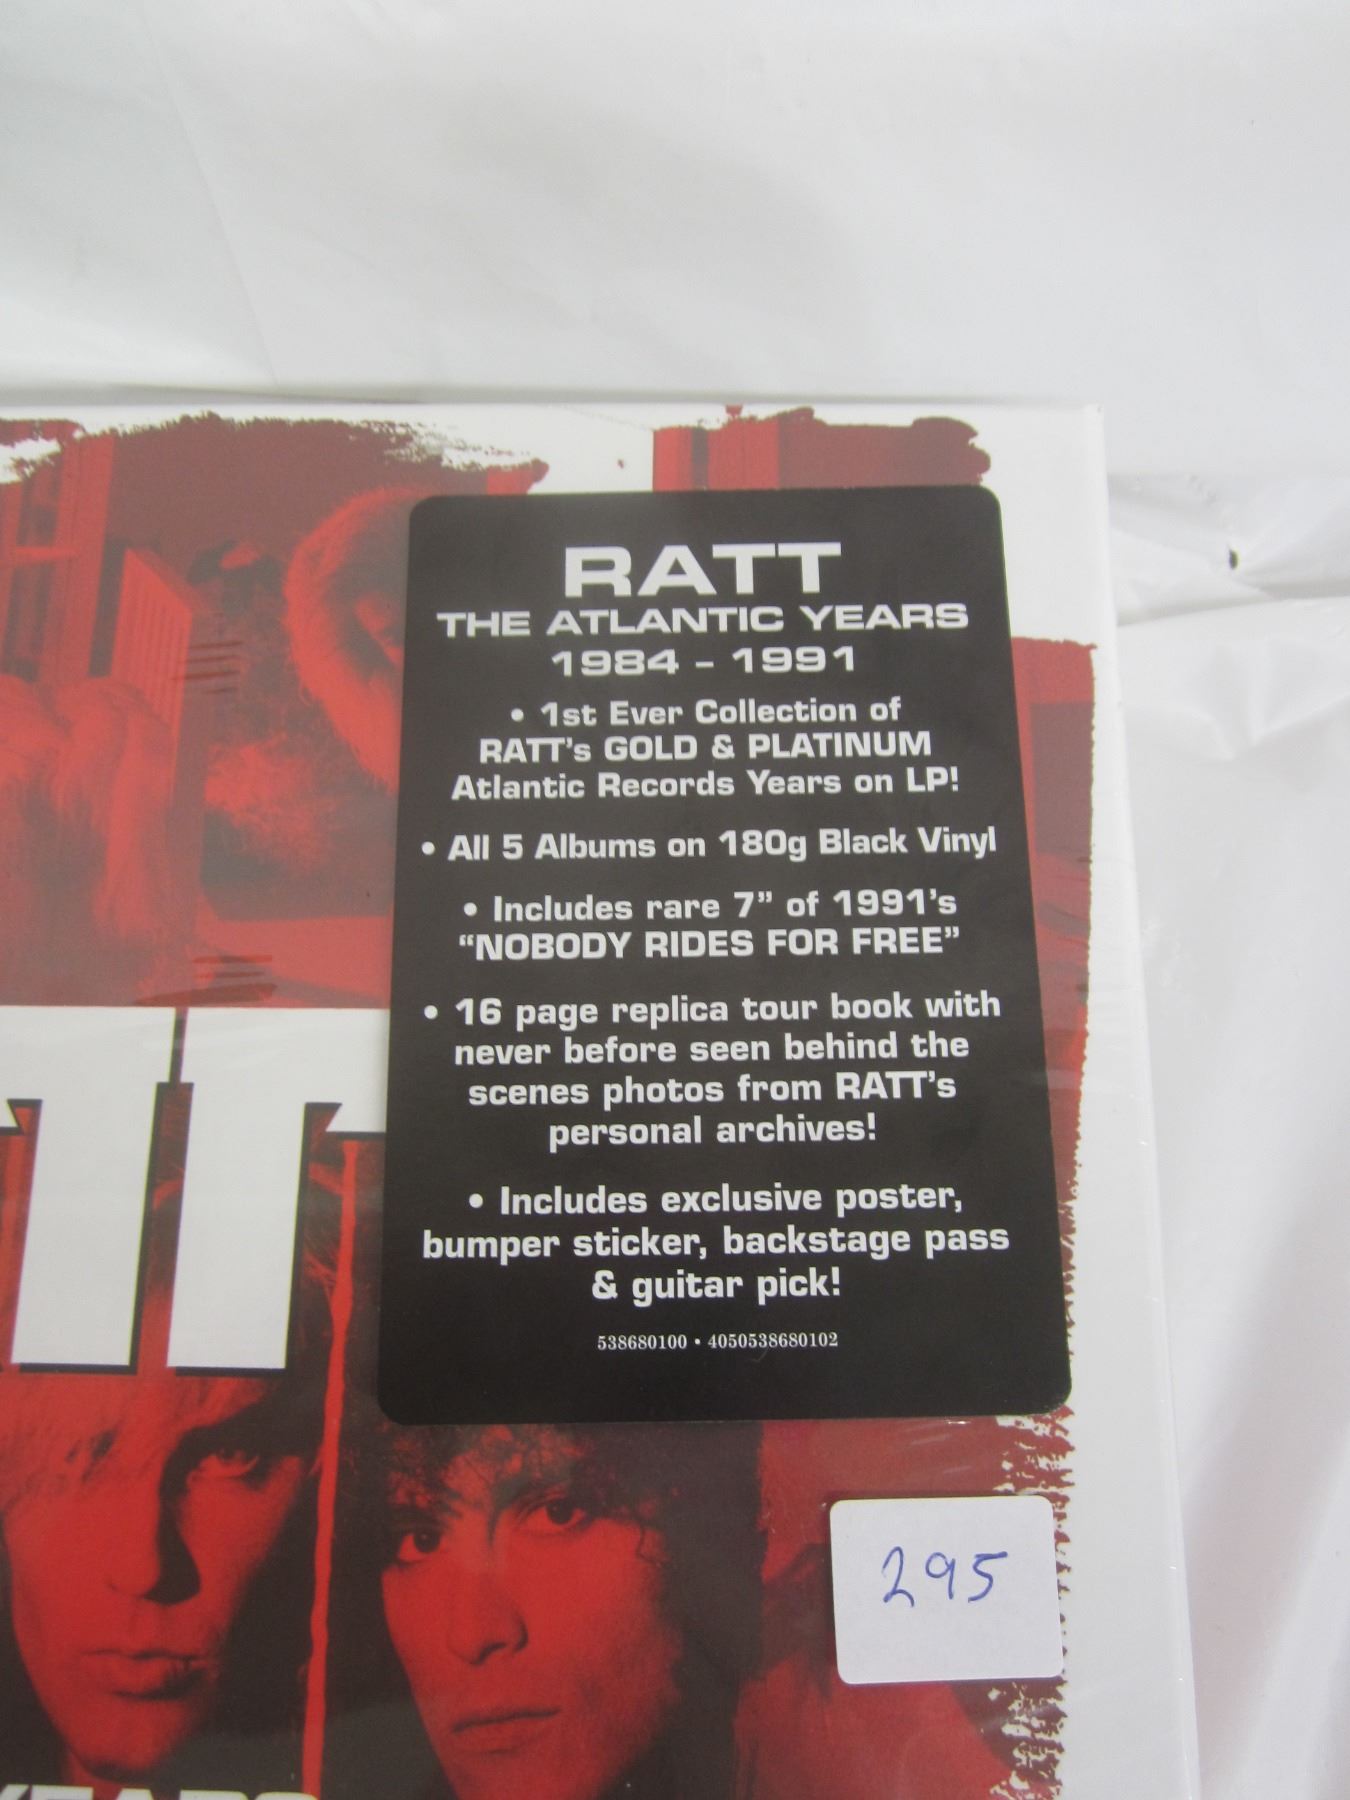 RATT
THE ATLANTIC YEARS
1984 - 1991
• 1st Ever Collection of
RATT's GOLD & PLATINUM
Atlantic Records Years on LP!
• All 5 Albums on 180g Black Vinyl
• Includes rare 7” of 1991's
“NOBODY RIDES FOR FREE”
• 16 page replica tour book with
never before seen behind the
scenes photos from RATT's
personal archives!
• Includes exclusive poster,
bumper sticker, backstage pass
& guitar pick!
538680100 • 4050538680102
TT
295
YEARS